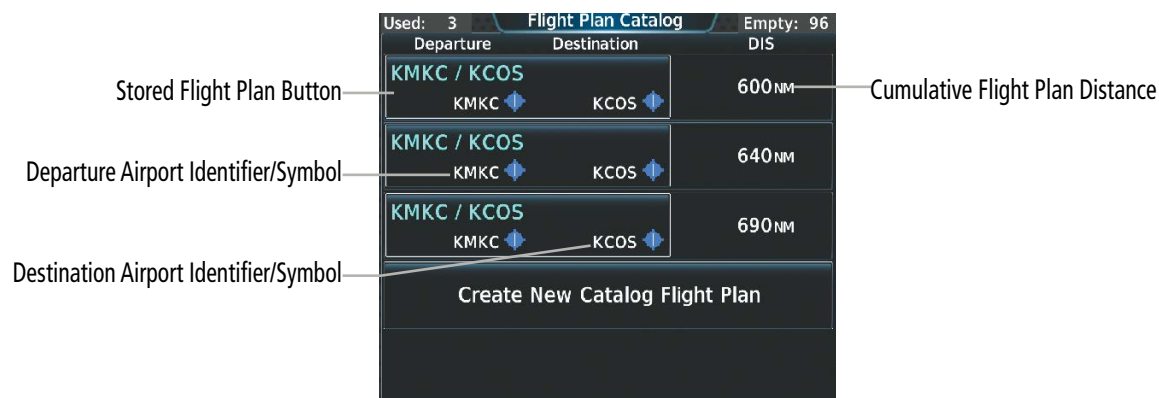 Used: 3 Flight Plan Catalog Empty: 96
Departure Destination DIS
KMKC / KCOS
Stored Flight Plan Button
600NM
Cumulative Flight Plan Distance
KMKC KCOS
KMKC / KCOS
640NM
Departure Airport Identifier/Symbol
KMKC KCOS
KMKC / KCOS
690NM
KMKC KCOS
Destination Airport Identifier/Symbol
Create New Catalog Flight Plan